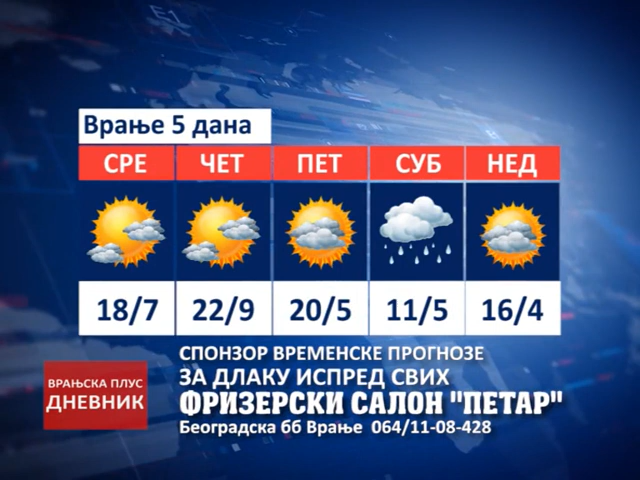 Врање 5 дана
СРЕ ЧЕТ ПЕТ СУБ НЕД
18/7 22/9 20/5 11/5 16/4
СПОНЗОР ВРЕМЕНСКЕ ПРОГНОЗЕ
ЗА ДЛАКУ ИСПРЕД СВИХ
ФРИЗЕРСКИ САЛОН "ПЕТАР"
Београдска бб Врање 064/11-08-428
ВРАЊСКА ПЛУС
ДНЕВНИК